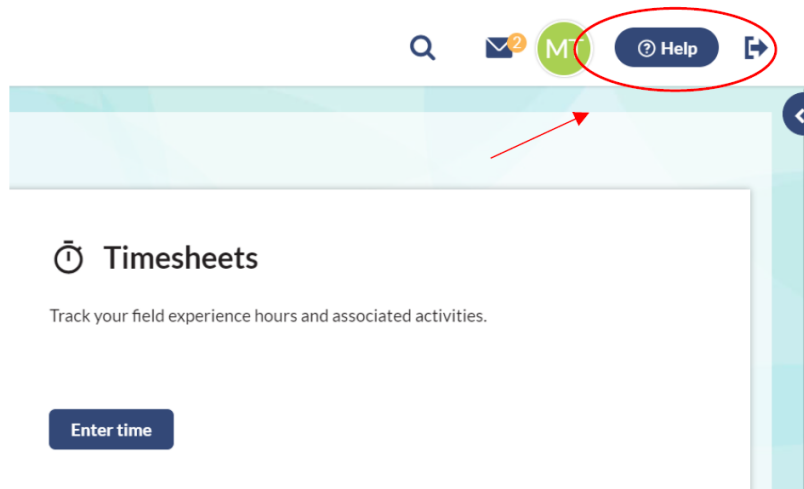 2
MT
Help
Timesheets
Track your field experience hours and associated activities.
Enter time